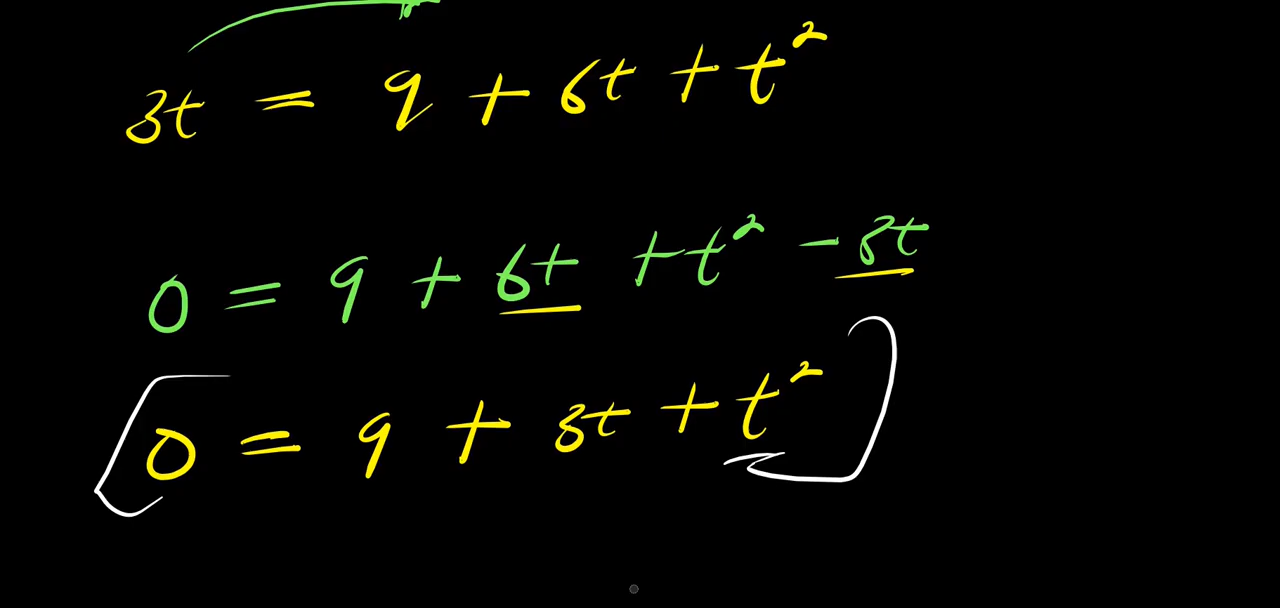 3t = 9 + 6t + t²
0 = 9 + 6t + t² - 3t
0 = 9 + 3t + t²